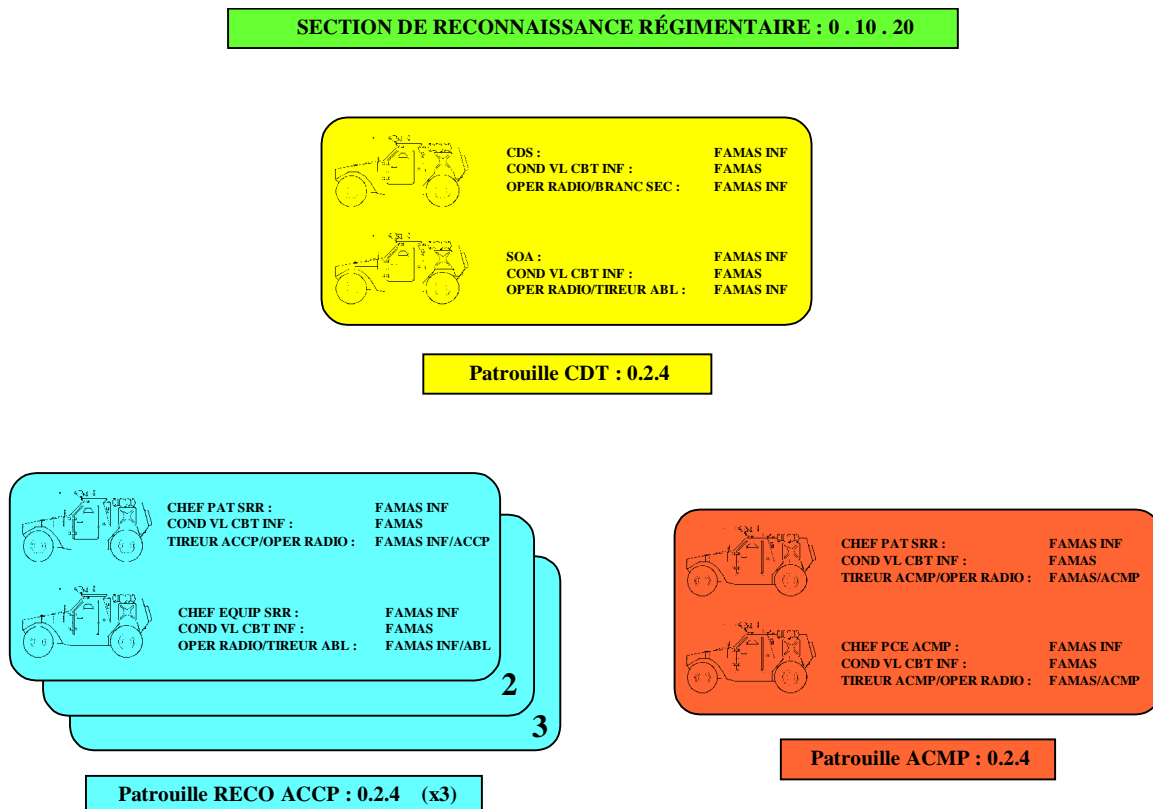 SECTION DE RECONNAISSANCE RÉGIMENTAIRE : 0 . 10 . 20
CDS : FAMAS INF
COND VL CBT INF : FAMAS
OPER RADIO/BRANC SEC : FAMAS INF
SOA : FAMAS INF
COND VL CBT INF : FAMAS
OPER RADIO/TIREUR ABL : FAMAS INF
Patrouille CDT : 0.2.4
CHEF PAT SRR : FAMAS INF
COND VL CBT INF : FAMAS
TIREUR ACCP/OPER RADIO : FAMAS INF/ACCP
CHEF EQUIP SRR : FAMAS INF
COND VL CBT INF : FAMAS
OPER RADIO/TIREUR ABL : FAMAS INF/ABL
2
3
Patrouille RECO ACCP : 0.2.4 (x3)
CHEF PAT SRR : FAMAS INF
COND VL CBT INF : FAMAS
TIREUR ACMP/OPER RADIO : FAMAS/ACMP
CHEF PCE ACMP : FAMAS INF
COND VL CBT INF : FAMAS
TIREUR ACMP/OPER RADIO : FAMAS/ACMP
Patrouille ACMP : 0.2.4